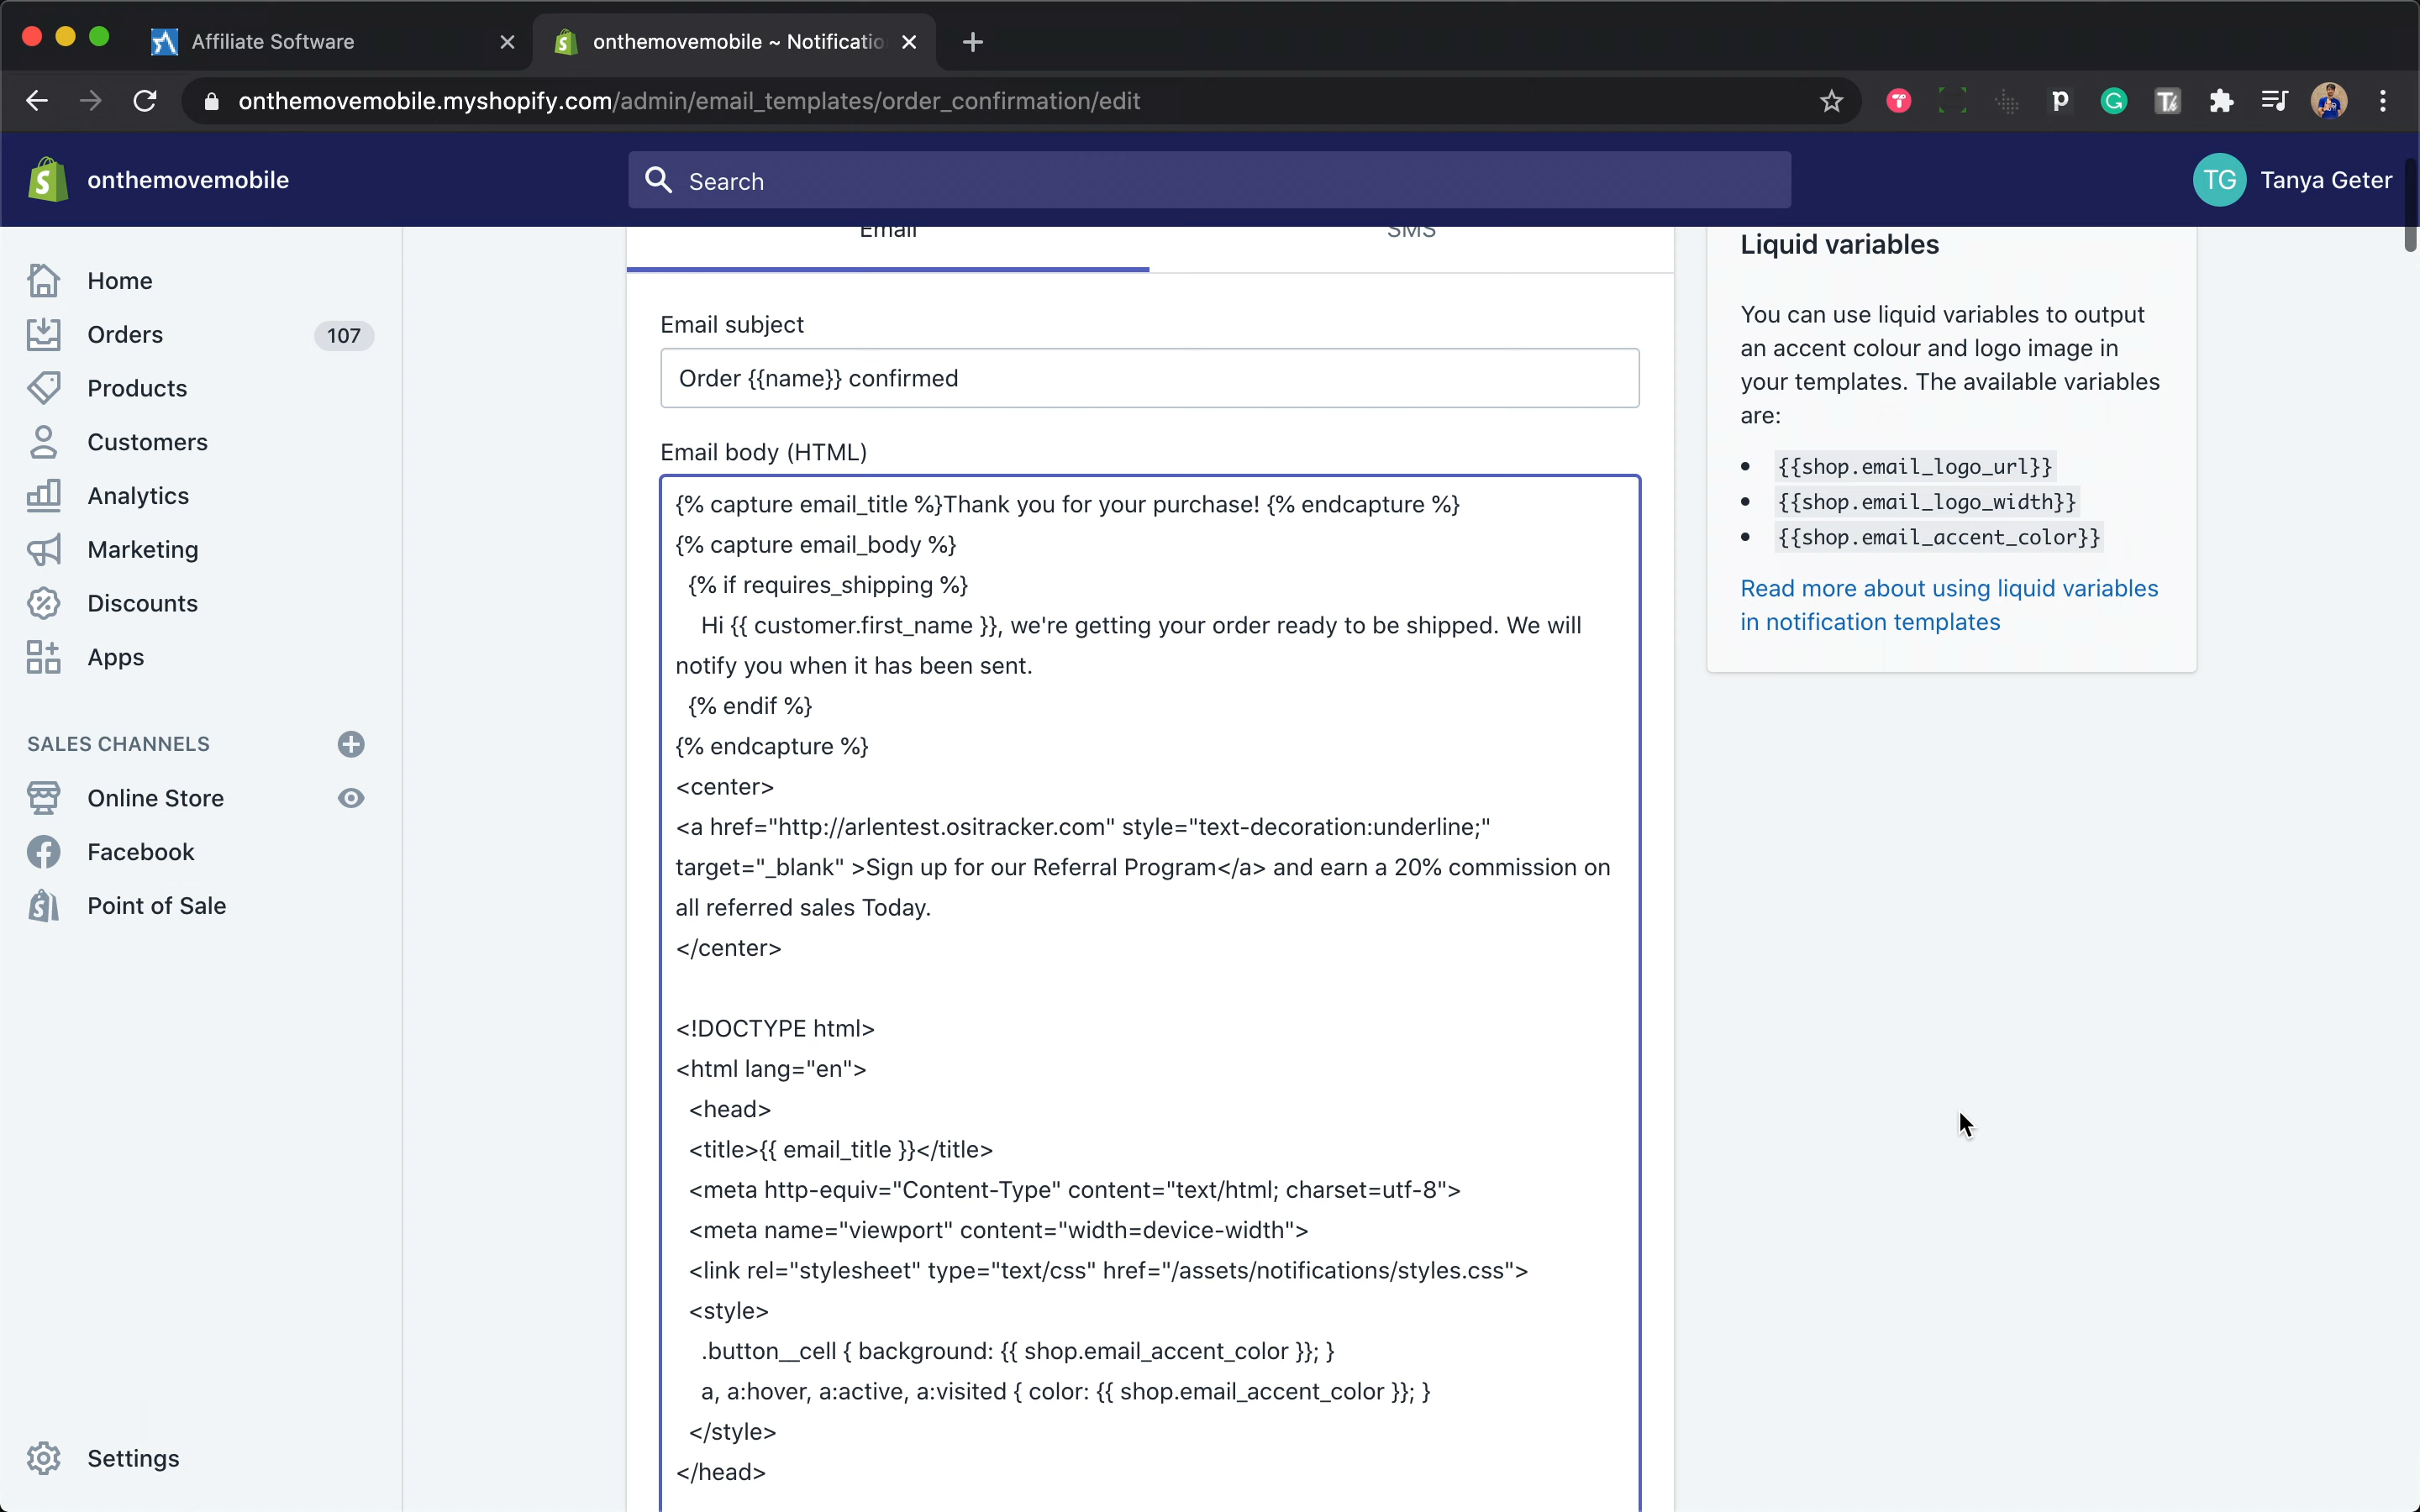 Affiliate Software
onthemovemobile ~ Notificatio
onthemovemobile.myshopify.com/admin/email_templates/order_confirmation/edit
onthemovemobile
Search
TG Tanya Geter
Home
Orders 107
Products
Customers
Analytics
Marketing
Discounts
Apps
SALES CHANNELS
Online Store
Facebook
Point of Sale
Settings
Email SMS
Email subject
Order {{name}} confirmed
Email body (HTML)
{% capture email_title %}Thank you for your purchase! {% endcapture %}
{% capture email_body %}
{% if requires_shipping %}
Hi {{ customer.first_name }}, we're getting your order ready to be shipped. We will
notify you when it has been sent.
{% endif %}
{% endcapture %}
<center>
<a href="http://arlentest.ositracker.com" style="text-decoration:underline;"
target="_blank" >Sign up for our Referral Program</a> and earn a 20% commission on
all referred sales Today.
</center>
<!DOCTYPE html>
<html lang="en">
<head>
<title>{{ email_title }}</title>
<meta http-equiv="Content-Type" content="text/html; charset=utf-8">
<meta name="viewport" content="width=device-width">
<link rel="stylesheet" type="text/css" href="/assets/notifications/styles.css">
<style>
.button__cell { background: {{ shop.email_accent_color }}; }
a, a:hover, a:active, a:visited { color: {{ shop.email_accent_color }}; }
</style>
</head>
Liquid variables
You can use liquid variables to output
an accent colour and logo image in
your templates. The available variables
are:
{{shop.email_logo_url}}
{{shop.email_logo_width}}
{{shop.email_accent_color}}
Read more about using liquid variables
in notification templates